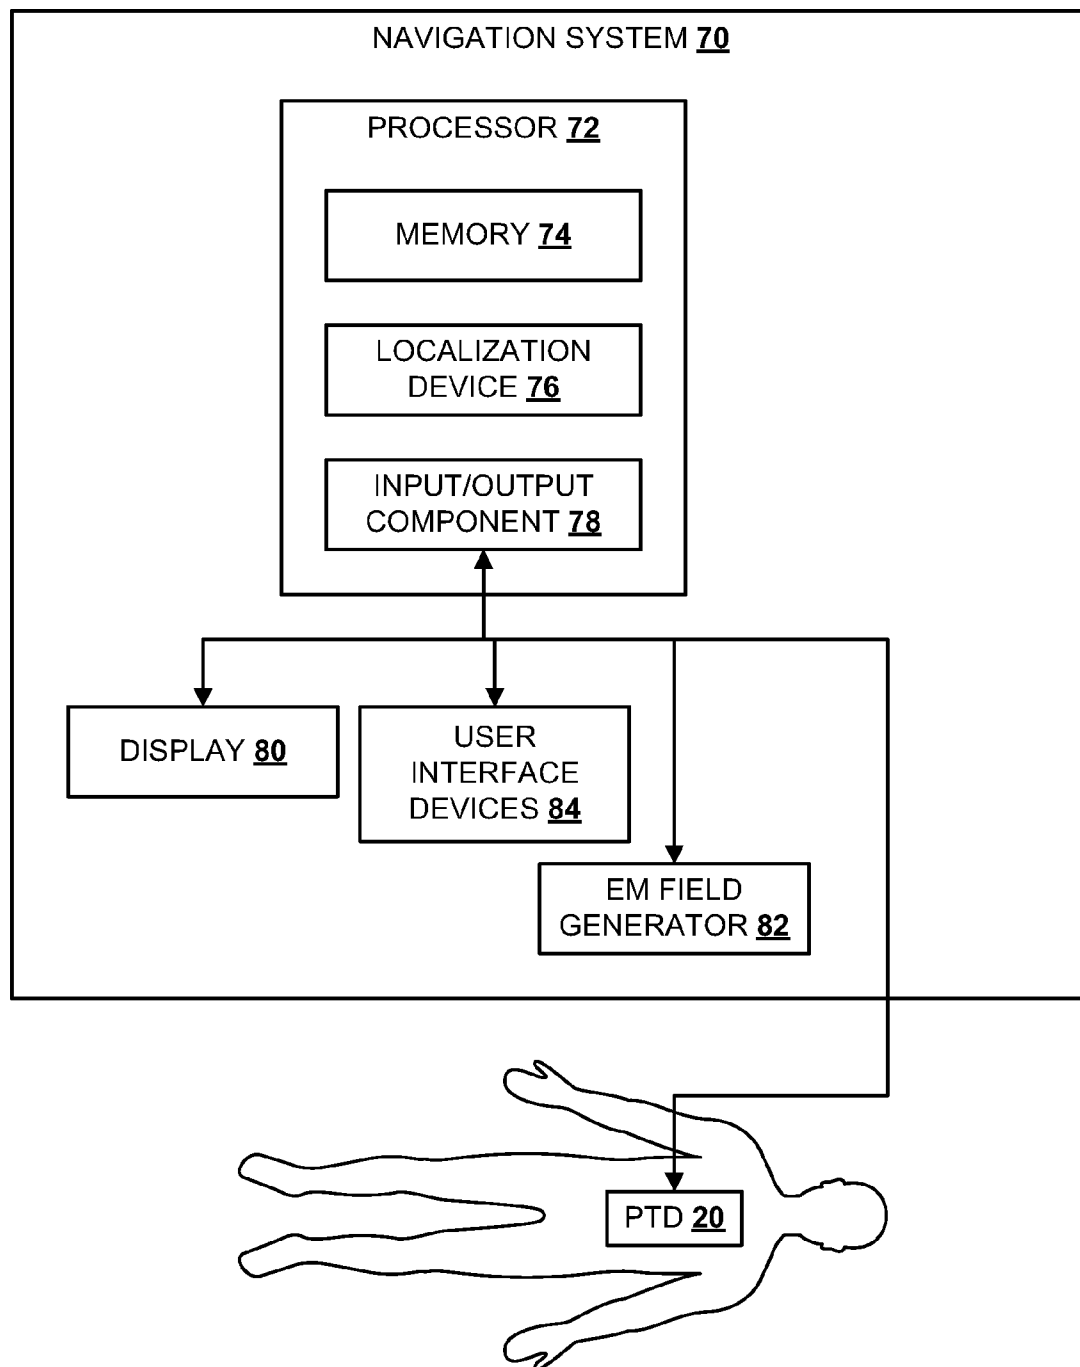 NAVIGATION SYSTEM 70
PROCESSOR 72
MEMORY 74
LOCALIZATION
DEVICE 76
INPUT/OUTPUT
COMPONENT 78
DISPLAY 80
USER
INTERFACE
DEVICES 84
EM FIELD
GENERATOR 82
PTD 20